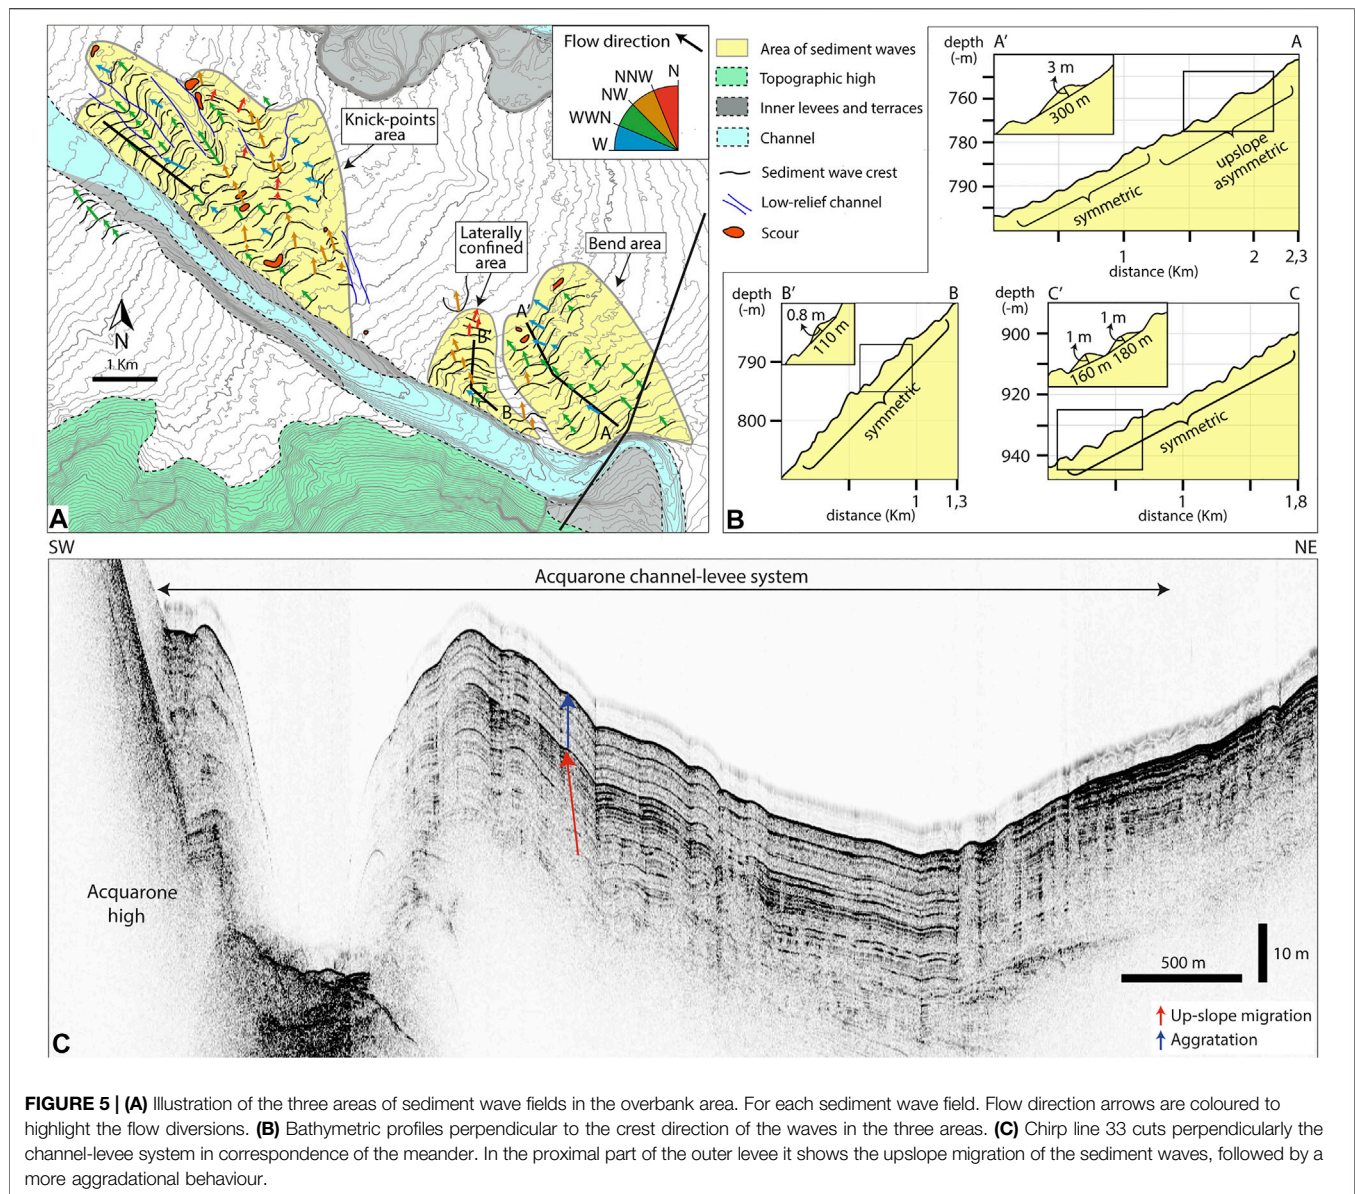 Flow direction
N
NNW
NW
WWN
W
Knick-points
area
Laterally
confined
area
Bend area
A'
B'
B
A
C'
C
N
1 Km
A
Area of sediment waves
Topographic high
Inner levees and terraces
Channel
Sediment wave crest
Low-relief channel
Scour
depth
(-m)
A'
A
3 m
300 m
760
780
790
symmetric
upslope
asymmetric
1
2
2,3
distance (Km)
depth
(-m)
B'
B
0.8 m
110 m
790
800
symmetric
1
1,3
distance (Km)
B
depth
(-m)
C'
C
1 m
1 m
160 m
180 m
900
920
940
symmetric
1
1,8
distance (Km)
SW
NE
Acquarone channel-levee system
Acquarone
high
500 m
10 m
Up-slope migration
Aggratation
C
FIGURE 5 | (A) Illustration of the three areas of sediment wave fields in the overbank area. For each sediment wave field. Flow direction arrows are coloured to
highlight the flow diversions. (B) Bathymetric profiles perpendicular to the crest direction of the waves in the three areas. (C) Chirp line 33 cuts perpendicularly the
channel-levee system in correspondence of the meander. In the proximal part of the outer levee it shows the upslope migration of the sediment waves, followed by a
more aggradational behaviour.